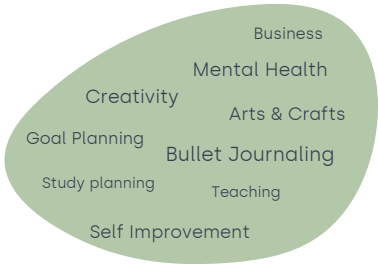 Business
Mental Health
Creativity
Arts & Crafts
Goal Planning
Bullet Journaling
Study planning
Teaching
Self Improvement